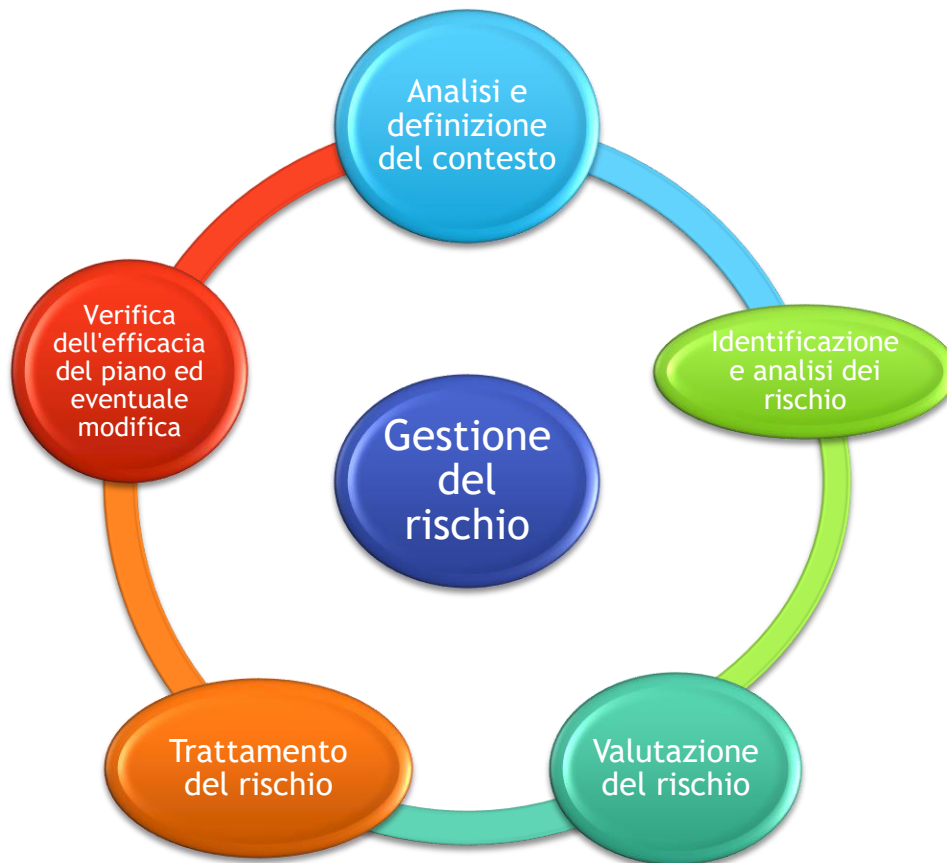 Analisi e
definizione
del contesto
Identificazione
e analisi dei
rischio
Valutazione
del rischio
Trattamento
del rischio
Verifica
dell'efficacia
del piano ed
eventuale
modifica
Gestione
del
rischio